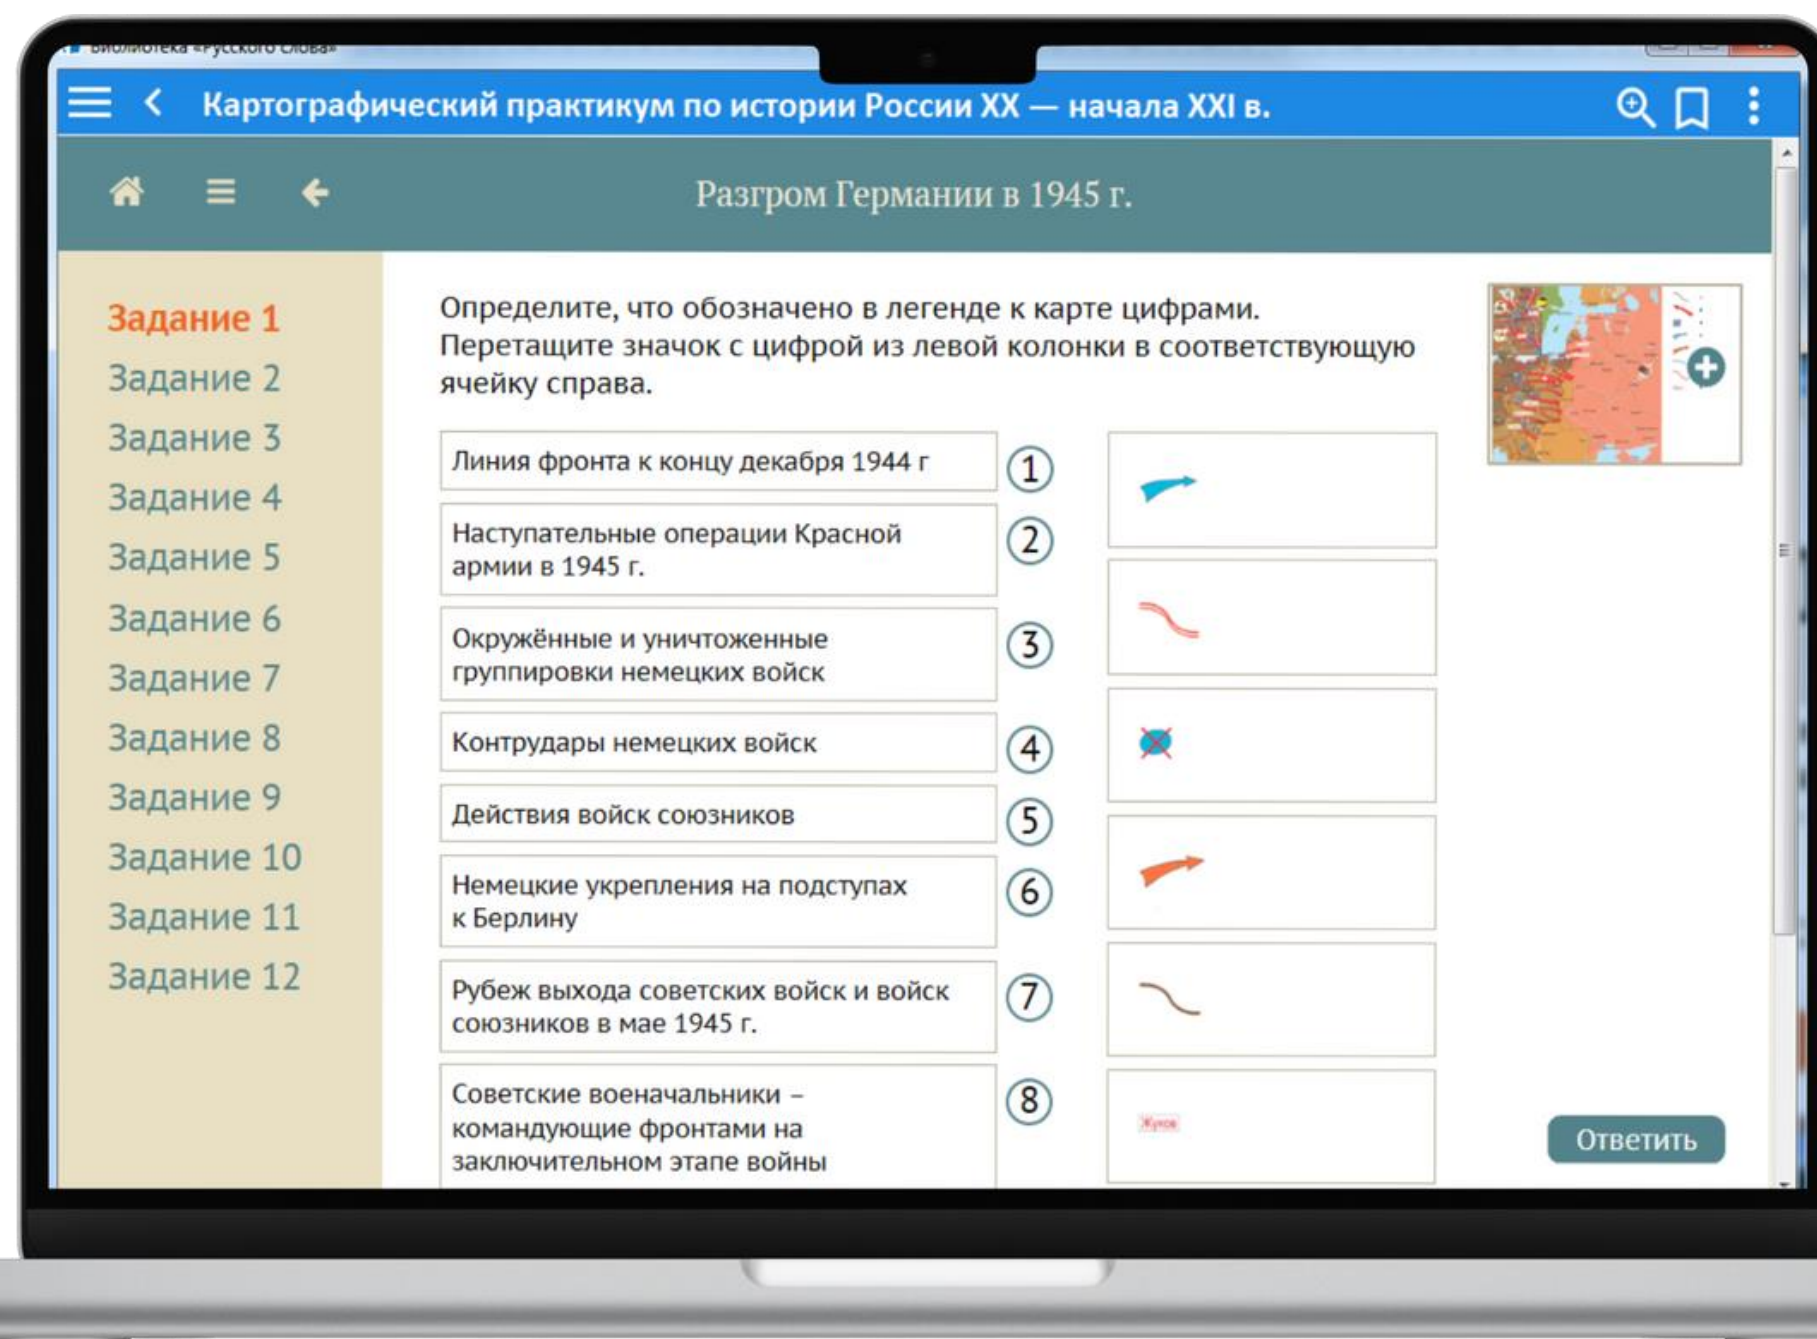 Библиотека «Русского слова»
Картографический практикум по истории России XX — начала XXI в.
Разгром Германии в 1945 г.
Задание 1
Задание 2
Задание 3
Задание 4
Задание 5
Задание 6
Задание 7
Задание 8
Задание 9
Задание 10
Задание 11
Задание 12
Определите, что обозначено в легенде к карте цифрами.
Перетащите значок с цифрой из левой колонки в соответствующую
ячейку справа.
Линия фронта к концу декабря 1944 г
1
Наступательные операции Красной
армии в 1945 г.
2
Окружённые и уничтоженные
группировки немецких войск
3
Контрудары немецких войск
4
Действия войск союзников
5
Немецкие укрепления на подступах
к Берлину
6
Рубеж выхода советских войск и войск
союзников в мае 1945 г.
7
Советские военачальники –
командующие фронтами на
заключительном этапе войны
8
Жуков
Ответить